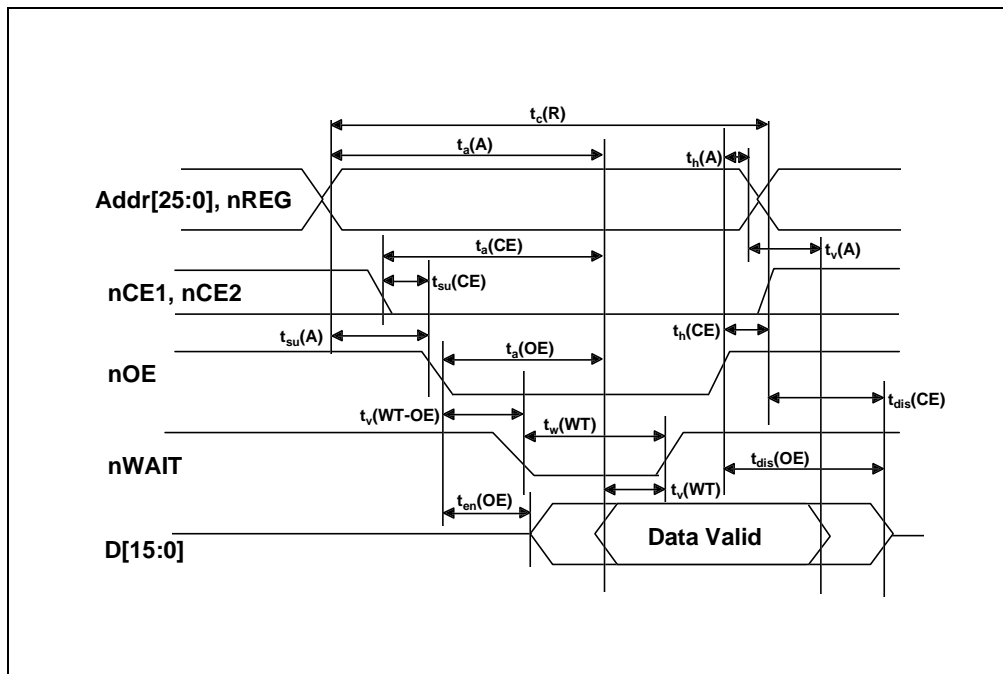 tc(R)
ta(A)
th(A)
Addr[25:0], nREG
ta(CE)
tv(A)
tsu(CE)
nCE1, nCE2
tsu(A)
th(CE)
ta(OE)
nOE
tdis(CE)
tv(WT-OE)
tw(WT)
nWAIT
tdis(OE)
tv(WT)
ten(OE)
Data Valid
D[15:0]